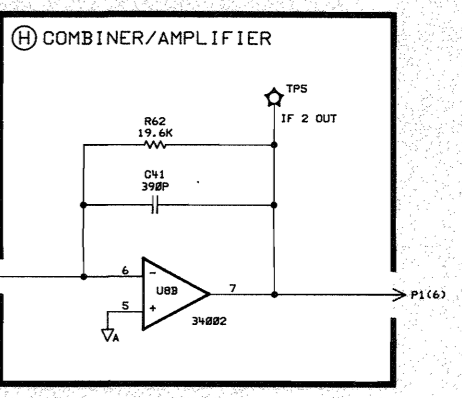 H COMBINER/AMPLIFIER
TP5
IF 2 OUT
R62
19.6K
C41
390P
6
-
U8B
7
5
+
34002
A
P1(6)